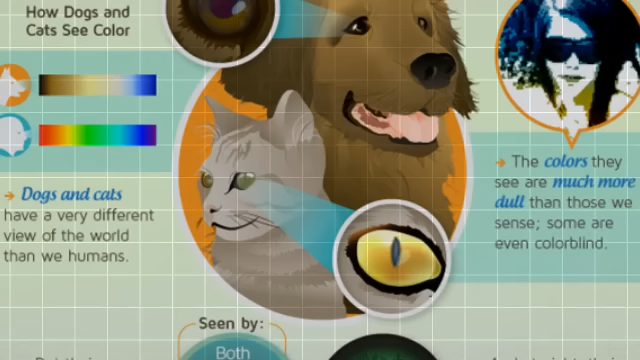 How Dogs and
Cats See Color
→ Dogs and cats
have a very different
view of the world
than we humans.
→ The colors they
see are much more
dull than those we
sense; some are
even colorblind.
Seen by:
Both